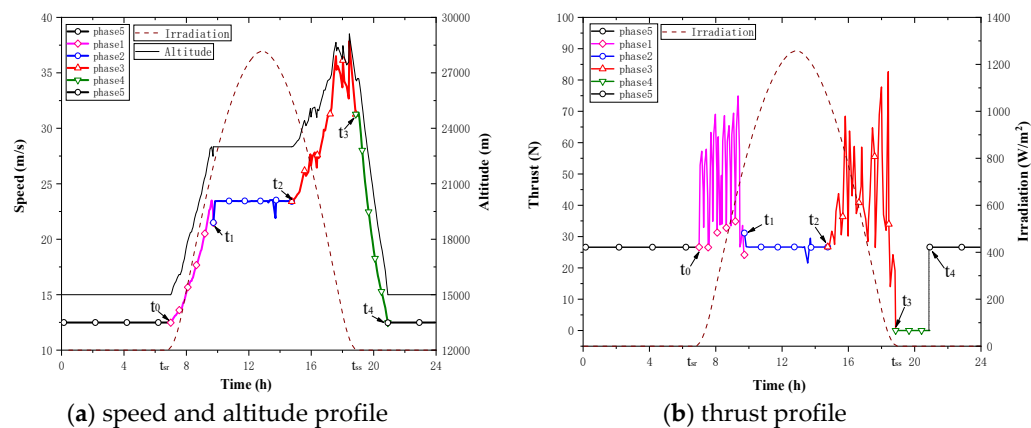 40
35
30
25
20
15
10
Speed (m/s)
phase5
phase1
phase2
phase3
phase4
phase5
Irradiation
Altitude
t0
t1
t2
t3
t4
0
4
tsr
8
12
16
tss
20
24
Time (h)
30000
27000
24000
21000
18000
15000
12000
Altitude (m)
(a) speed and altitude profile
100
90
80
70
60
50
40
30
20
10
0
Thrust (N)
phase5
phase1
phase2
phase3
phase4
phase5
Irradiation
t0
t1
t2
t3
t4
0
4
tsr
8
12
16
tss
20
24
Time (h)
1400
1200
1000
800
600
400
200
0
Irradiation (W/m²)
(b) thrust profile